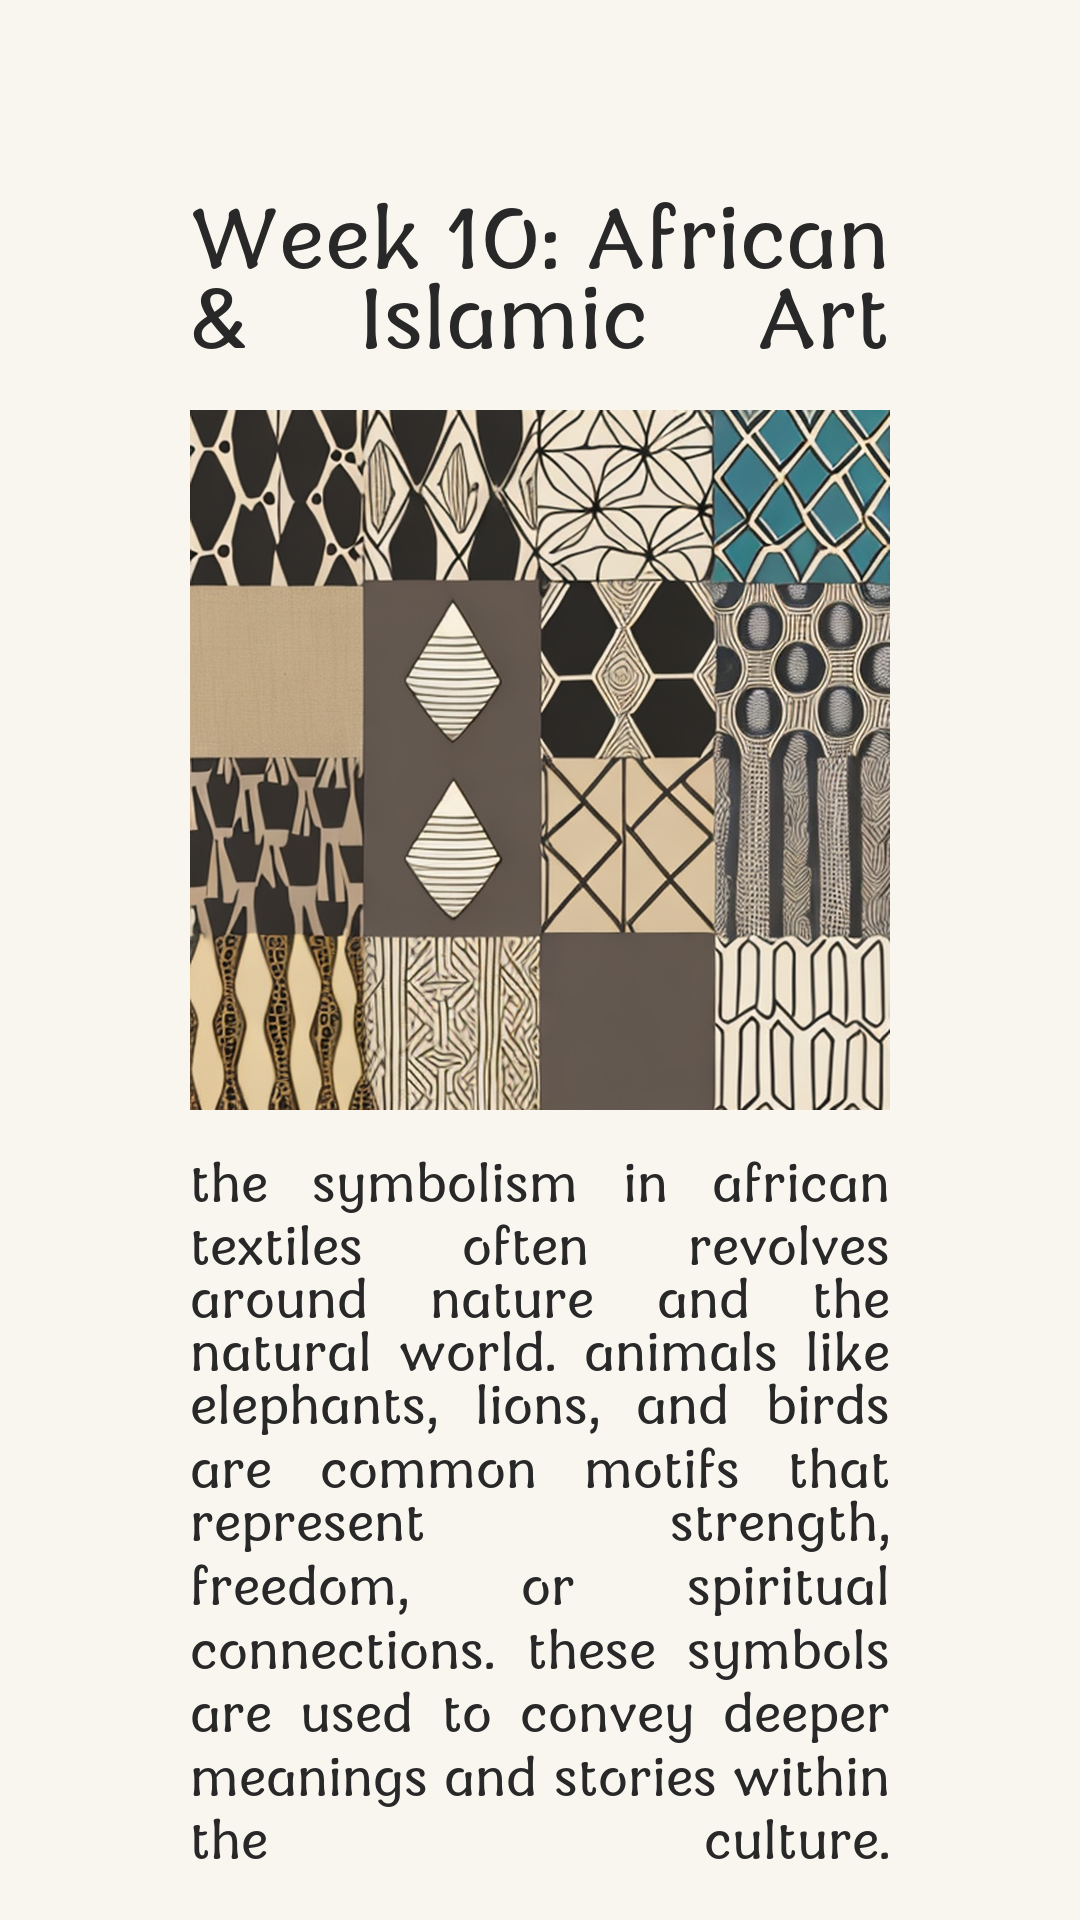 Week 10: African
& Islamic Art
the symbolism in african
textiles often revolves
around nature and the
natural world. animals like
elephants, lions, and birds
are common motifs that
represent strength,
freedom, or spiritual
connections. these symbols
are used to convey deeper
meanings and stories within
the culture.